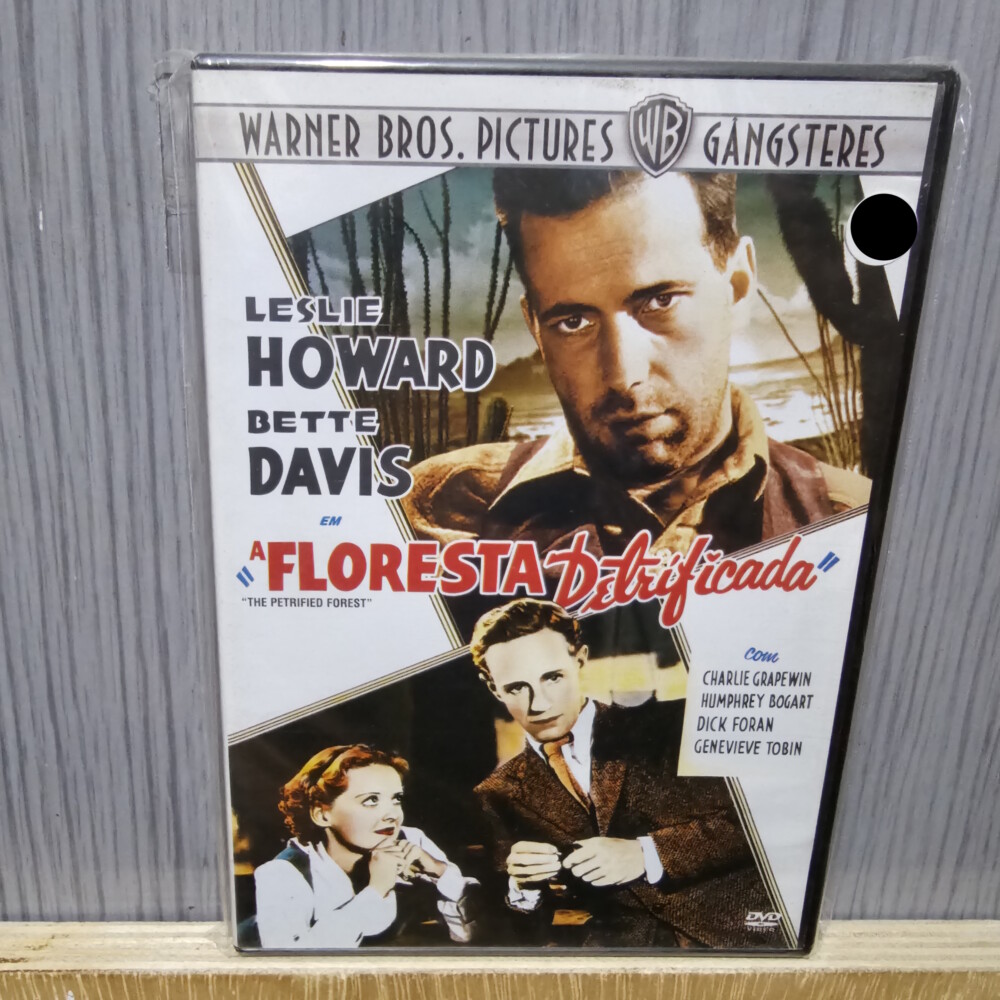 WARNER BROS. PICTURES WB GÂNGSTERES
LESLIE
HOWARD
BETTE
DAVIS
EM
"A FLORESTA Petrificada"
"THE PETRIFIED FOREST"
com
CHARLIE GRAPEWIN
HUMPHREY BOGART
DICK FORAN
GENEVIEVE TOBIN
DVD
VIDEO